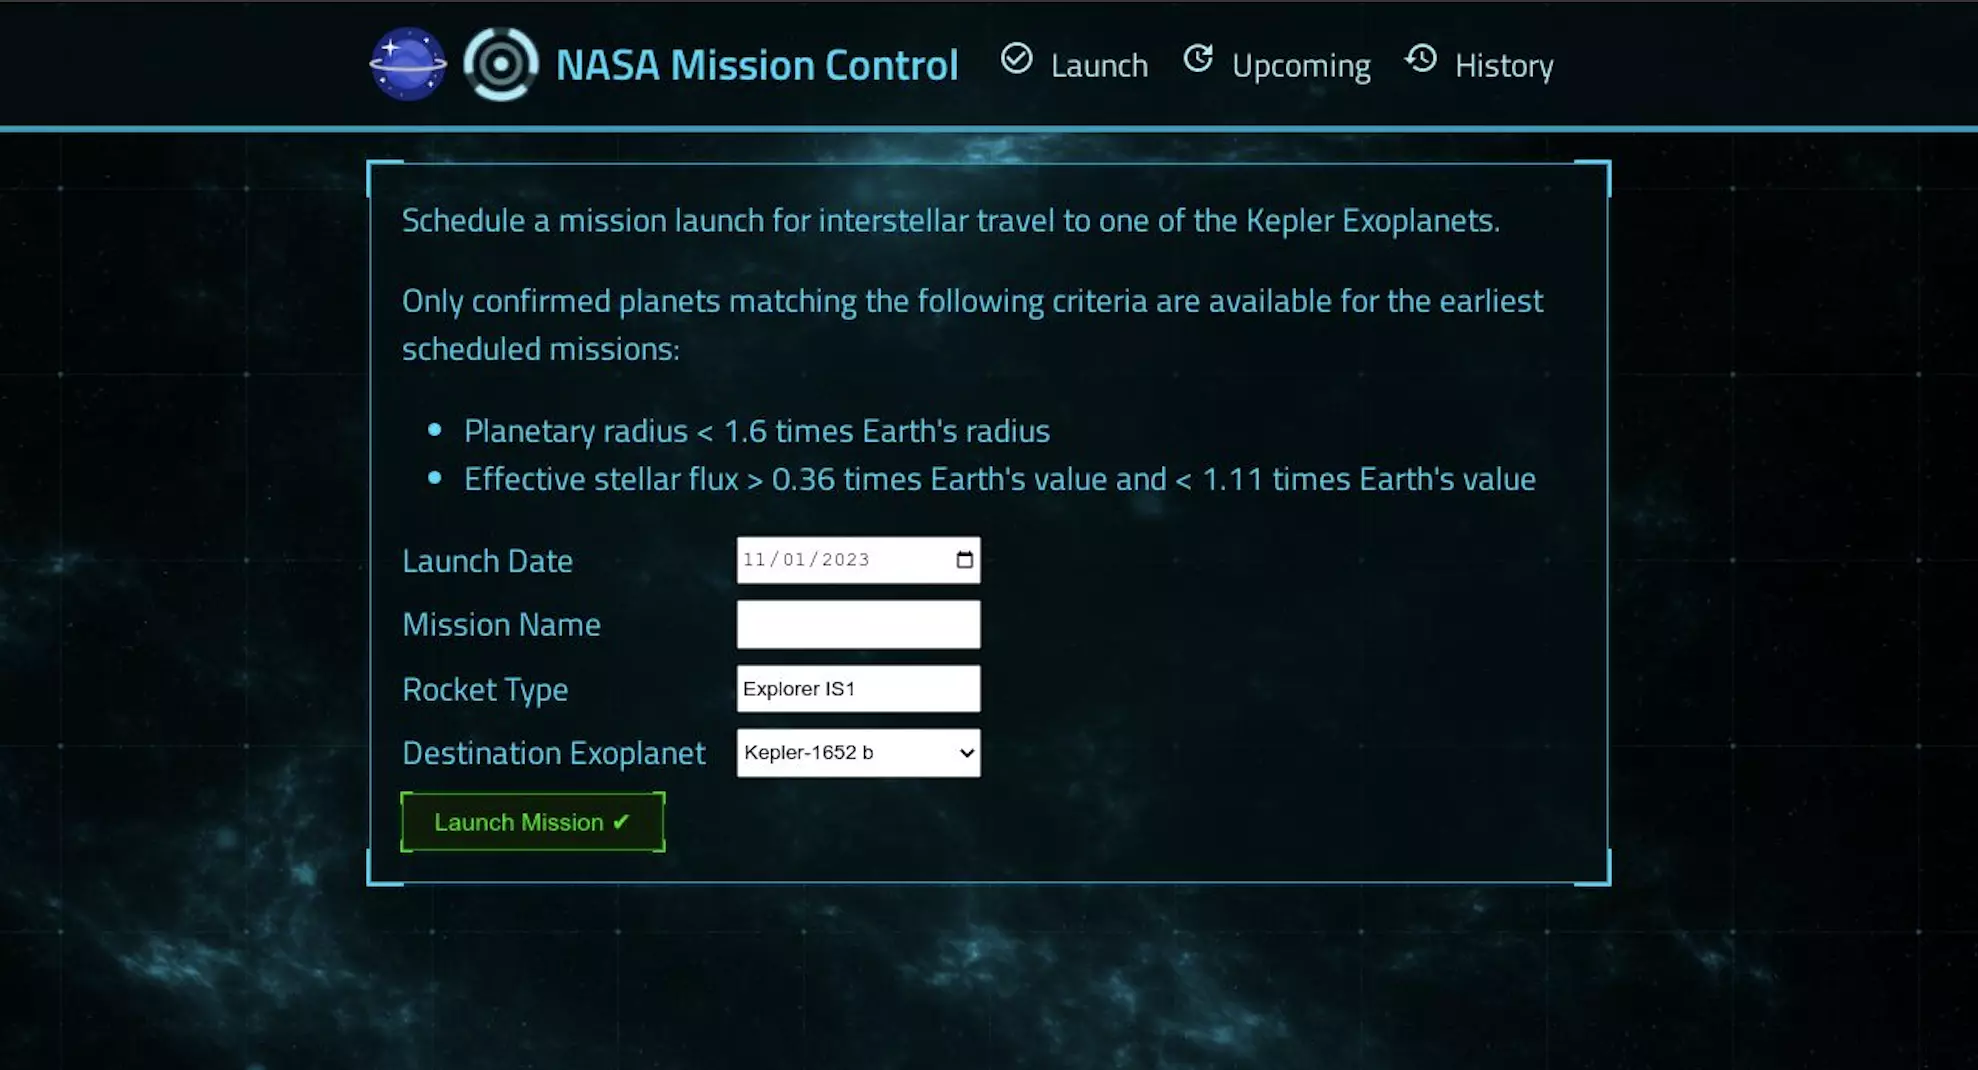 NASA Mission Control Launch Upcoming History
Schedule a mission launch for interstellar travel to one of the Kepler Exoplanets.
Only confirmed planets matching the following criteria are available for the earliest
scheduled missions:
• Planetary radius < 1.6 times Earth's radius
• Effective stellar flux > 0.36 times Earth's value and < 1.11 times Earth's value
Launch Date 11/01/2023
Mission Name
Rocket Type Explorer IS1
Destination Exoplanet Kepler-1652 b
Launch Mission ✔